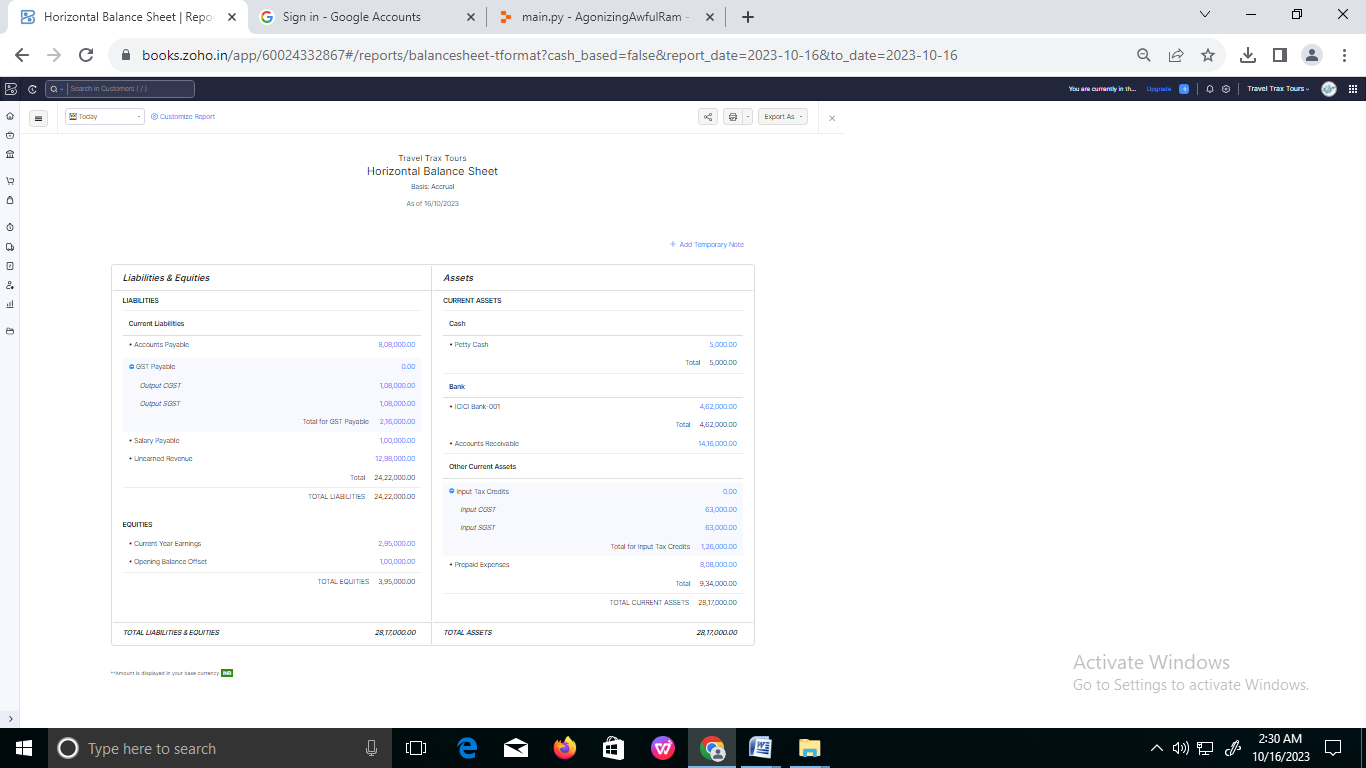 Horizontal Balance Sheet | Repo
Sign in - Google Accounts
main.py - AgonizingAwfulRam -
books.zoho.in/app/60024332867#/reports/balancesheet-tformat?cash_based=false&report_date=2023-10-16&to_date=2023-10-16
Search in Customers ( / )
You are currently in th...
Upgrade
Travel Trax Tours
Today
Customize Report
Export As
Travel Trax Tours
Horizontal Balance Sheet
Basis: Accrual
As of 16/10/2023
+ Add Temporary Note
Liabilities & Equities
LIABILITIES
Current Liabilities
• Accounts Payable 8,08,000.00
GST Payable 0.00
Output CGST 1,08,000.00
Output SGST 1,08,000.00
Total for GST Payable 2,16,000.00
• Salary Payable 1,00,000.00
• Unearned Revenue 12,98,000.00
Total 24,22,000.00
TOTAL LIABILITIES 24,22,000.00
EQUITIES
• Current Year Earnings 2,95,000.00
• Opening Balance Offset 1,00,000.00
TOTAL EQUITIES 3,95,000.00
TOTAL LIABILITIES & EQUITIES 28,17,000.00
Assets
CURRENT ASSETS
Cash
• Petty Cash 5,000.00
Total 5,000.00
Bank
• ICICI Bank-001 4,62,000.00
Total 4,62,000.00
• Accounts Receivable 14,16,000.00
Other Current Assets
Input Tax Credits 0.00
Input CGST 63,000.00
Input SGST 63,000.00
Total for Input Tax Credits 1,26,000.00
• Prepaid Expenses 8,08,000.00
Total 9,34,000.00
TOTAL CURRENT ASSETS 28,17,000.00
TOTAL ASSETS 28,17,000.00
**Amount is displayed in your base currency INR
Activate Windows
Go to Settings to activate Windows.
Type here to search
2:30 AM
10/16/2023